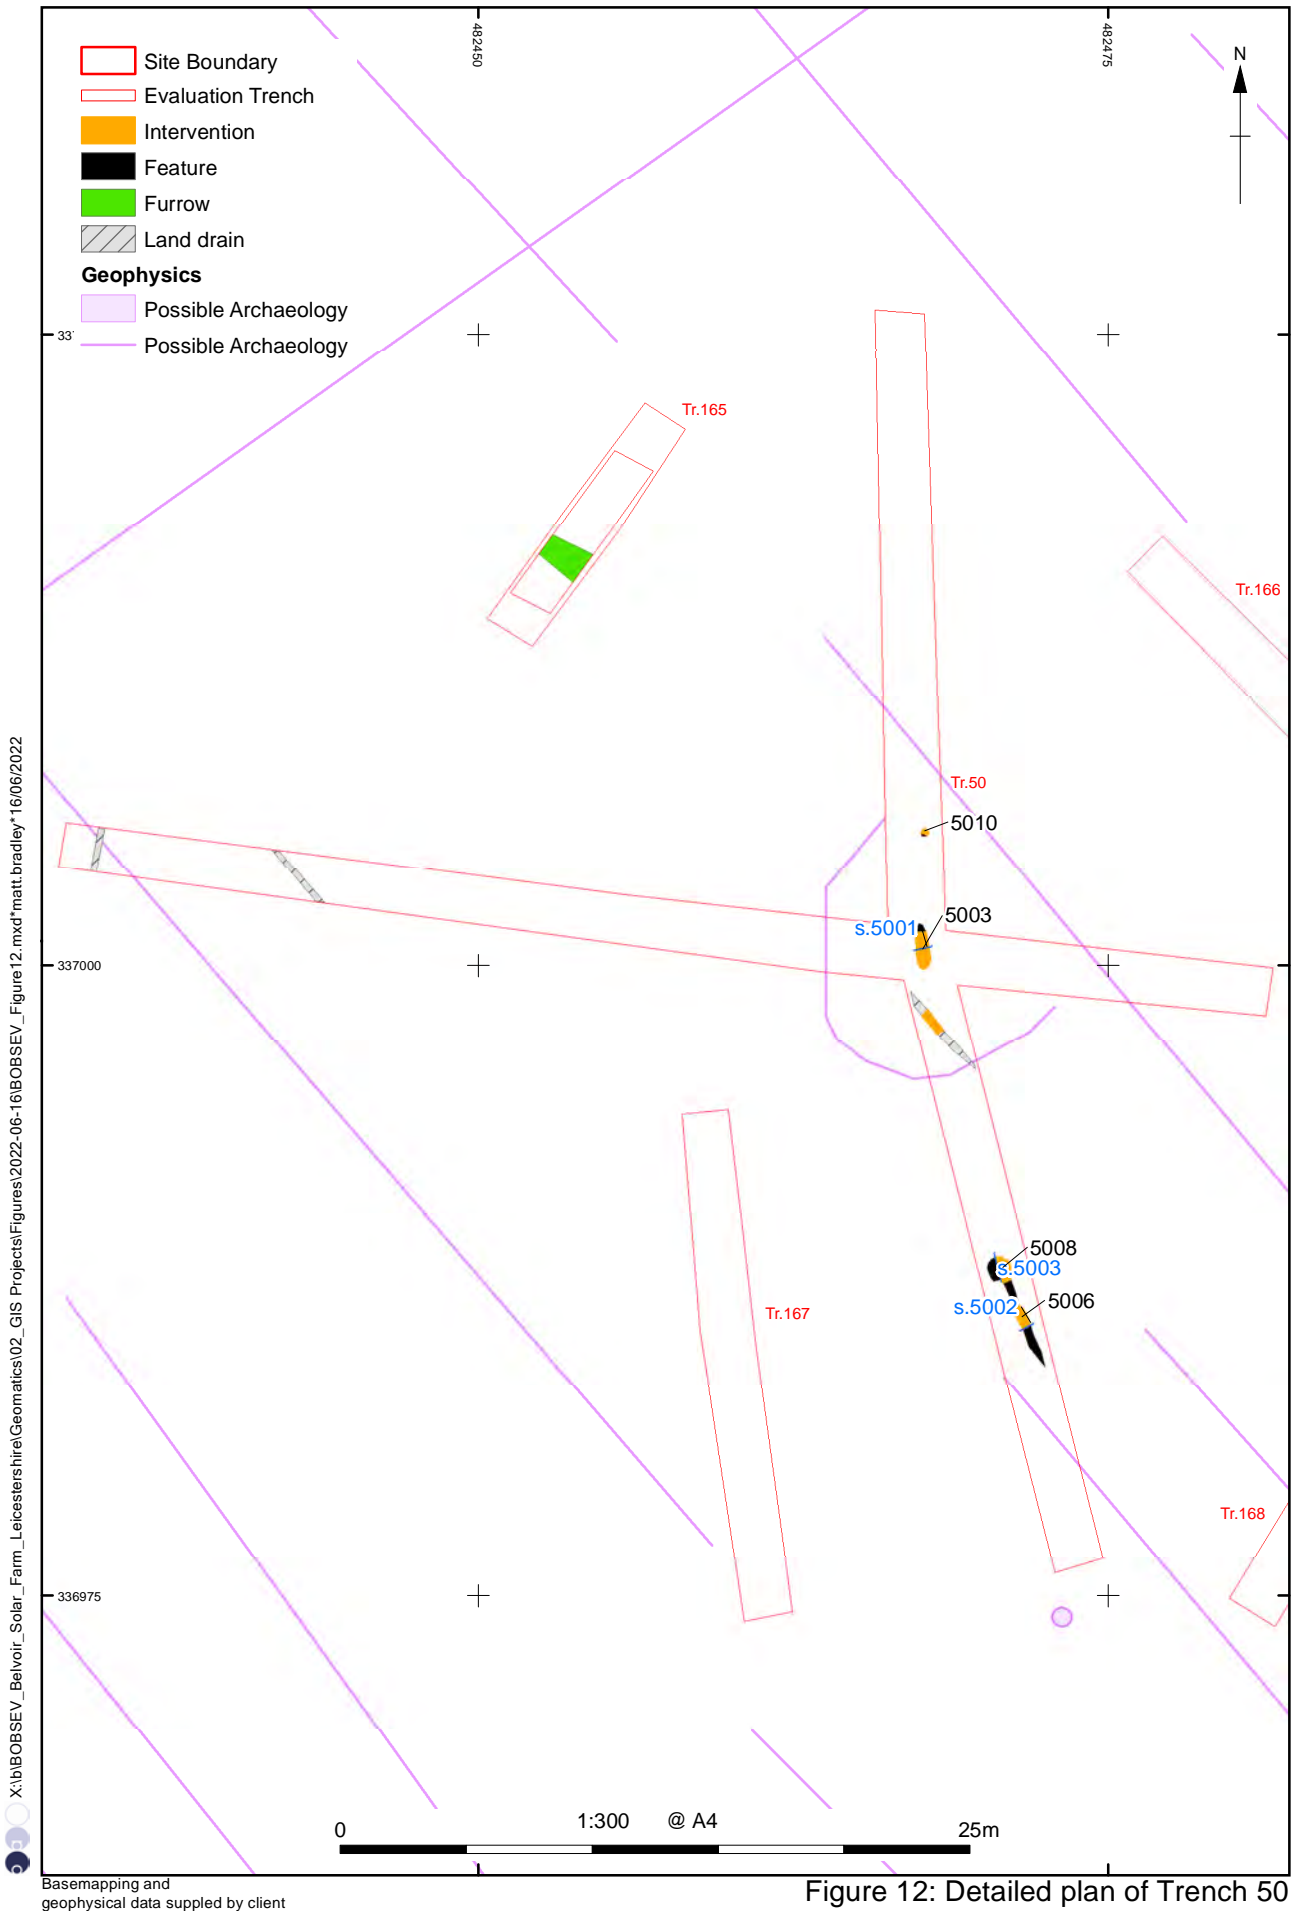 482450
482475
N
Site Boundary
Evaluation Trench
Intervention
Feature
Furrow
Land drain
Geophysics
Possible Archaeology
Possible Archaeology
Tr.165
Tr.166
Tr.50
5010
5003
s.5001
337000
5008
s.5003
s.5002
5006
Tr.167
Tr.168
336975
0
1:300 @ A4
25m
X:\b\BOBSEV_Belvoir_Solar_Farm_Leicestershire\Geomatics\02_GIS Projects\Figures\2022-06-16\BOBSEV_Figure12.mxd*matt.bradley*16/06/2022
Basemapping and
geophysical data suppled by client
Figure 12: Detailed plan of Trench 50